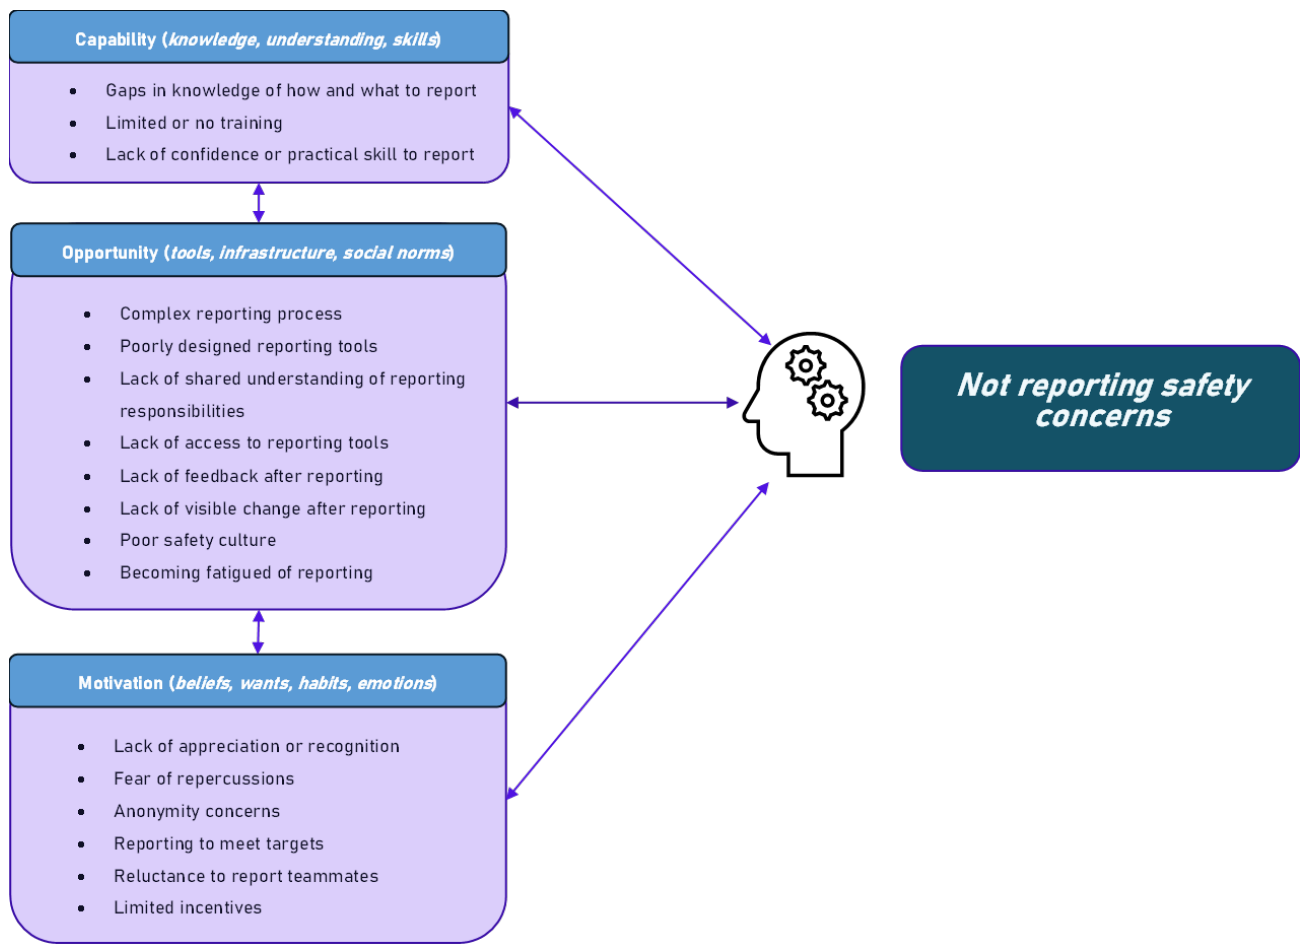 Capability (knowledge, understanding, skills)
• Gaps in knowledge of how and what to report
• Limited or no training
• Lack of confidence or practical skill to report
Opportunity (tools, infrastructure, social norms)
• Complex reporting process
• Poorly designed reporting tools
• Lack of shared understanding of reporting
responsibilities
• Lack of access to reporting tools
• Lack of feedback after reporting
• Lack of visible change after reporting
• Poor safety culture
• Becoming fatigued of reporting
Motivation (beliefs, wants, habits, emotions)
• Lack of appreciation or recognition
• Fear of repercussions
• Anonymity concerns
• Reporting to meet targets
• Reluctance to report teammates
• Limited incentives
Not reporting safety
concerns